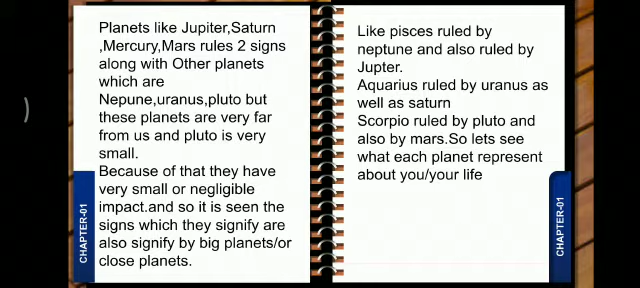 Planets like Jupiter,Saturn
,Mercury,Mars rules 2 signs
along with Other planets
which are
Nepune,uranus,pluto but
these planets are very far
from us and pluto is very
small.
Because of that they have
very small or negligible
impact.and so it is seen the
signs which they signify are
also signify by big planets/or
close planets.
CHAPTER-01
Like pisces ruled by
neptune and also ruled by
Jupter.
Aquarius ruled by uranus as
well as saturn
Scorpio ruled by pluto and
also by mars.So lets see
what each planet represent
about you/your life
CHAPTER-01